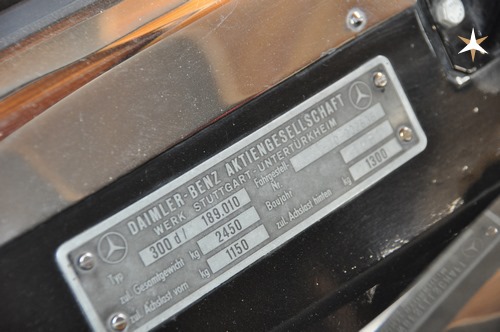 DAIMLER-BENZ AKTIENGESELLSCHAFT
WERK STUTTGART-UNTERTÜRKHEIM
Typ 300 d / 189.010 Fahrgestell Nr.
zul. Gesamtgewicht kg 2450 Baujahr
zul. Achslast vorn kg 1150 zul. Achslast hinten kg 1300